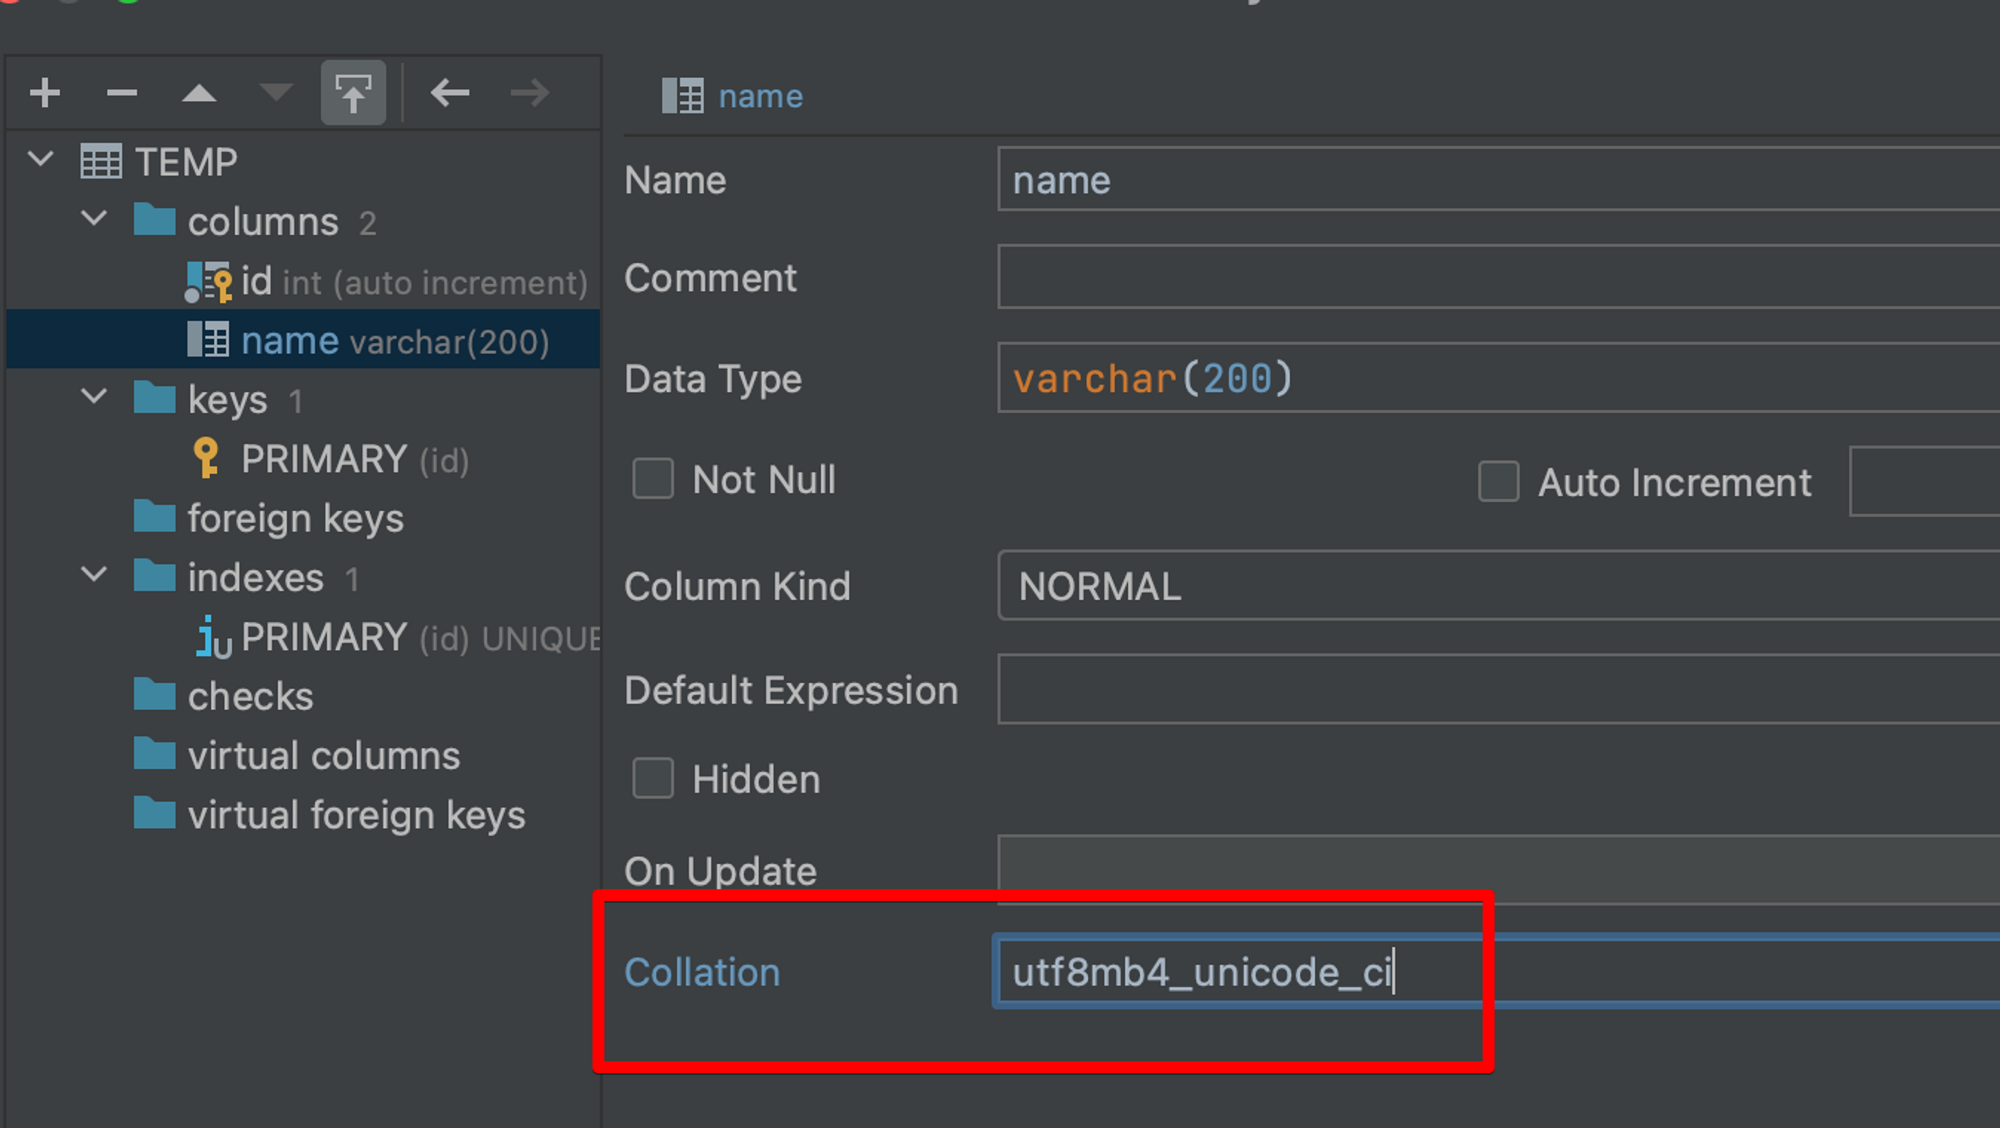 TEMP
columns 2
id int (auto increment)
name varchar(200)
keys 1
PRIMARY (id)
foreign keys
indexes 1
PRIMARY (id) UNIQUE
checks
virtual columns
virtual foreign keys
name
Name name
Comment
Data Type varchar(200)
Not Null Auto Increment
Column Kind NORMAL
Default Expression
Hidden
On Update
Collation utf8mb4_unicode_ci